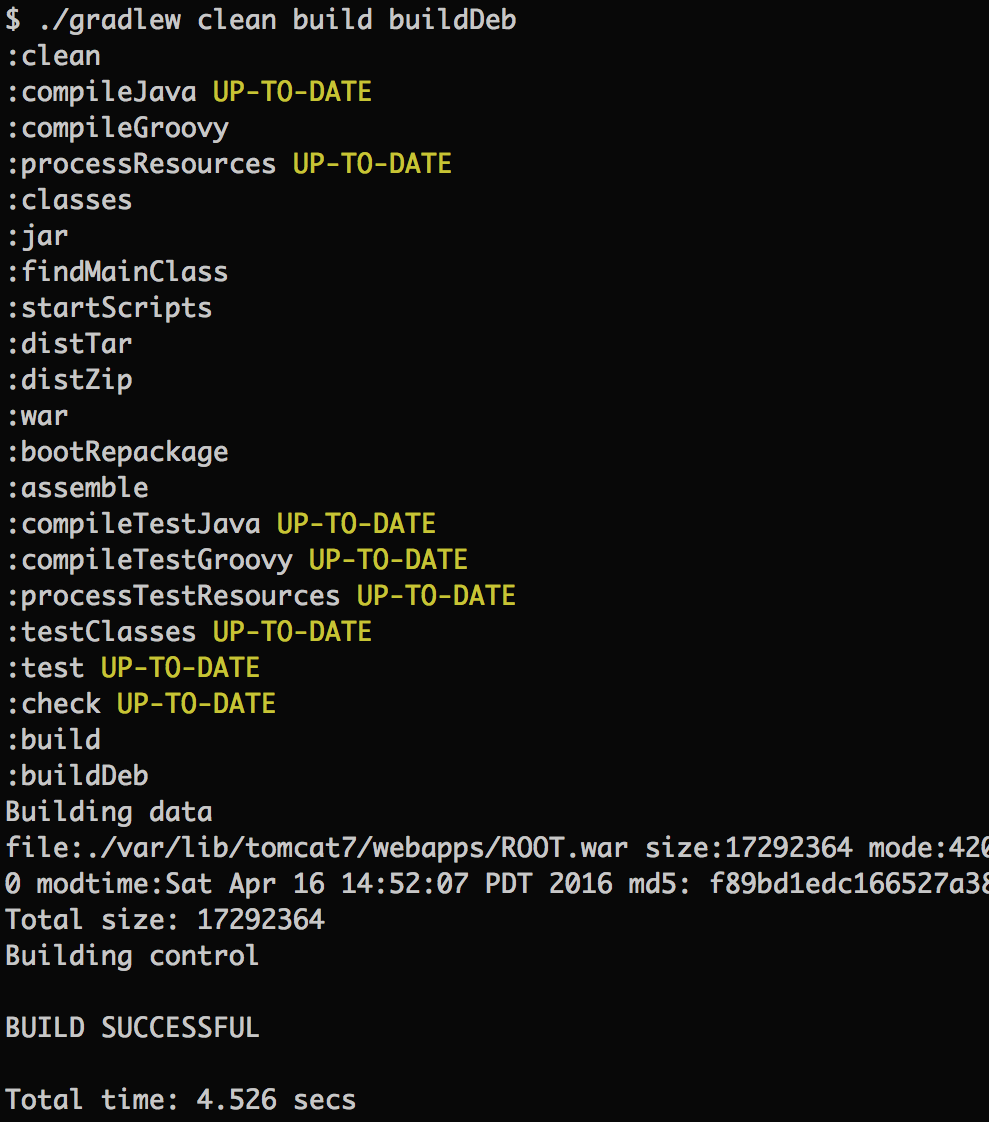 $ ./gradlew clean build buildDeb
:clean
:compileJava UP-TO-DATE
:compileGroovy
:processResources UP-TO-DATE
:classes
:jar
:findMainClass
:startScripts
:distTar
:distZip
:war
:bootRepackage
:assemble
:compileTestJava UP-TO-DATE
:compileTestGroovy UP-TO-DATE
:processTestResources UP-TO-DATE
:testClasses UP-TO-DATE
:test UP-TO-DATE
:check UP-TO-DATE
:build
:buildDeb
Building data
file:./var/lib/tomcat7/webapps/ROOT.war size:17292364 mode:420
0 modtime:Sat Apr 16 14:52:07 PDT 2016 md5: f89bd1edc166527a38
Total size: 17292364
Building control
BUILD SUCCESSFUL
Total time: 4.526 secs